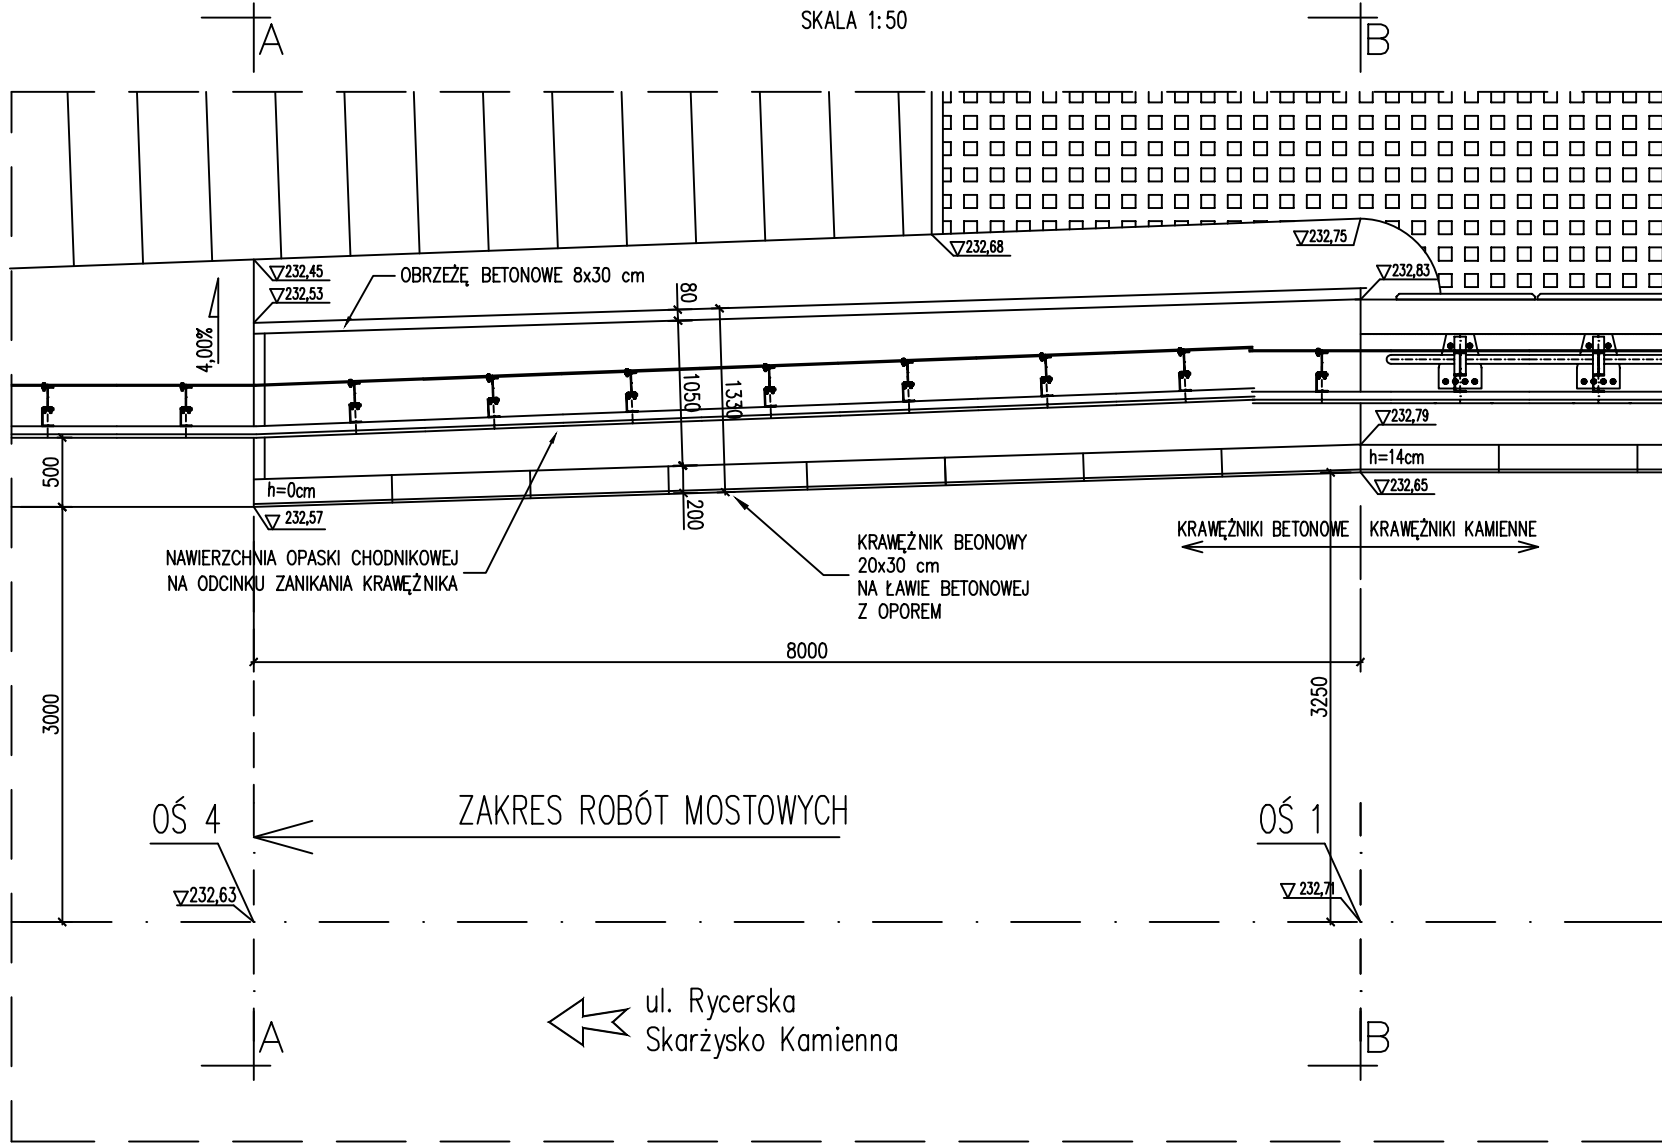 SKALA 1:50
A
B
232,45
232,53
OBRZEŻĘ BETONOWE 8x30 cm
80
232,68
232,75
232,83
4,00%
1050
1330
232,79
h=14cm
232,65
500
h=0cm
232,57
200
KRAWĘŻNIKI BETONOWE
KRAWĘŻNIKI KAMIENNE
NAWIERZCHNIA OPASKI CHODNIKOWEJ
NA ODCINKU ZANIKANIA KRAWĘŻNIKA
KRAWĘŻNIK BEONOWY
20x30 cm
NA ŁAWIE BETONOWEJ
Z OPOREM
8000
3000
3250
OŚ 4
ZAKRES ROBÓT MOSTOWYCH
OŚ 1
232,63
232,71
ul. Rycerska
Skarżysko Kamienna
A
B